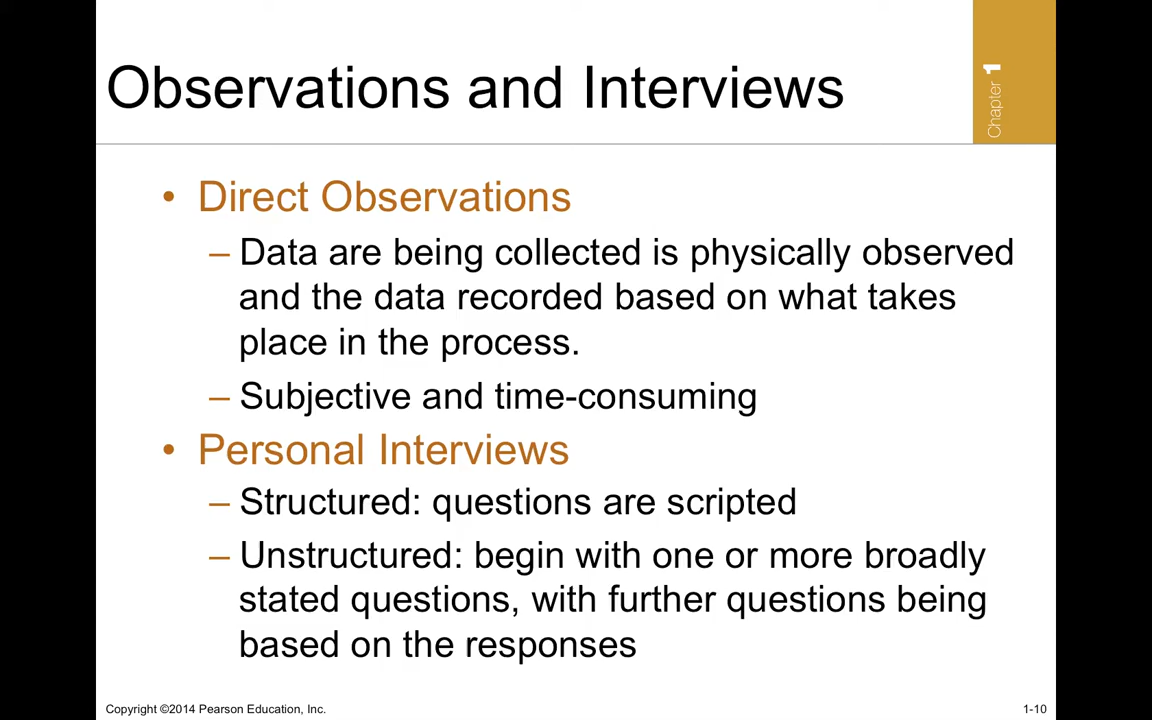 Observations and Interviews
Chapter 1
• Direct Observations
– Data are being collected is physically observed
and the data recorded based on what takes
place in the process.
– Subjective and time-consuming
• Personal Interviews
– Structured: questions are scripted
– Unstructured: begin with one or more broadly
stated questions, with further questions being
based on the responses
Copyright ©2014 Pearson Education, Inc.
1-10